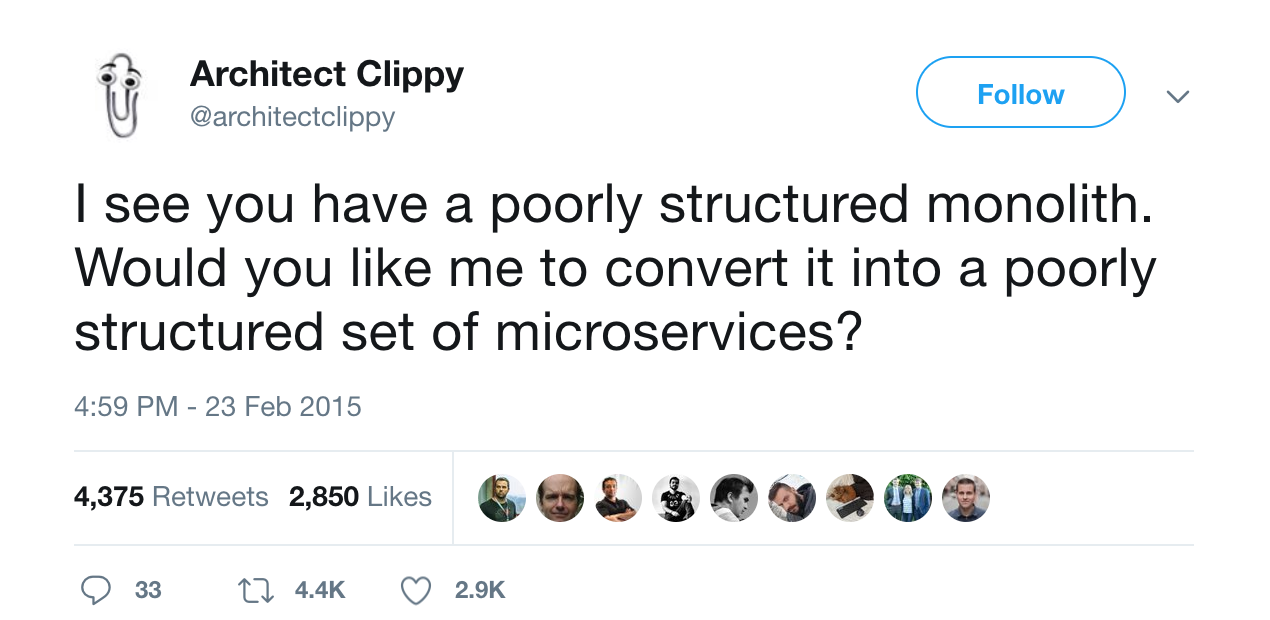 Architect Clippy
@architectclippy
Follow
I see you have a poorly structured monolith.
Would you like me to convert it into a poorly
structured set of microservices?
4:59 PM - 23 Feb 2015
4,375 Retweets 2,850 Likes
33 4.4K 2.9K